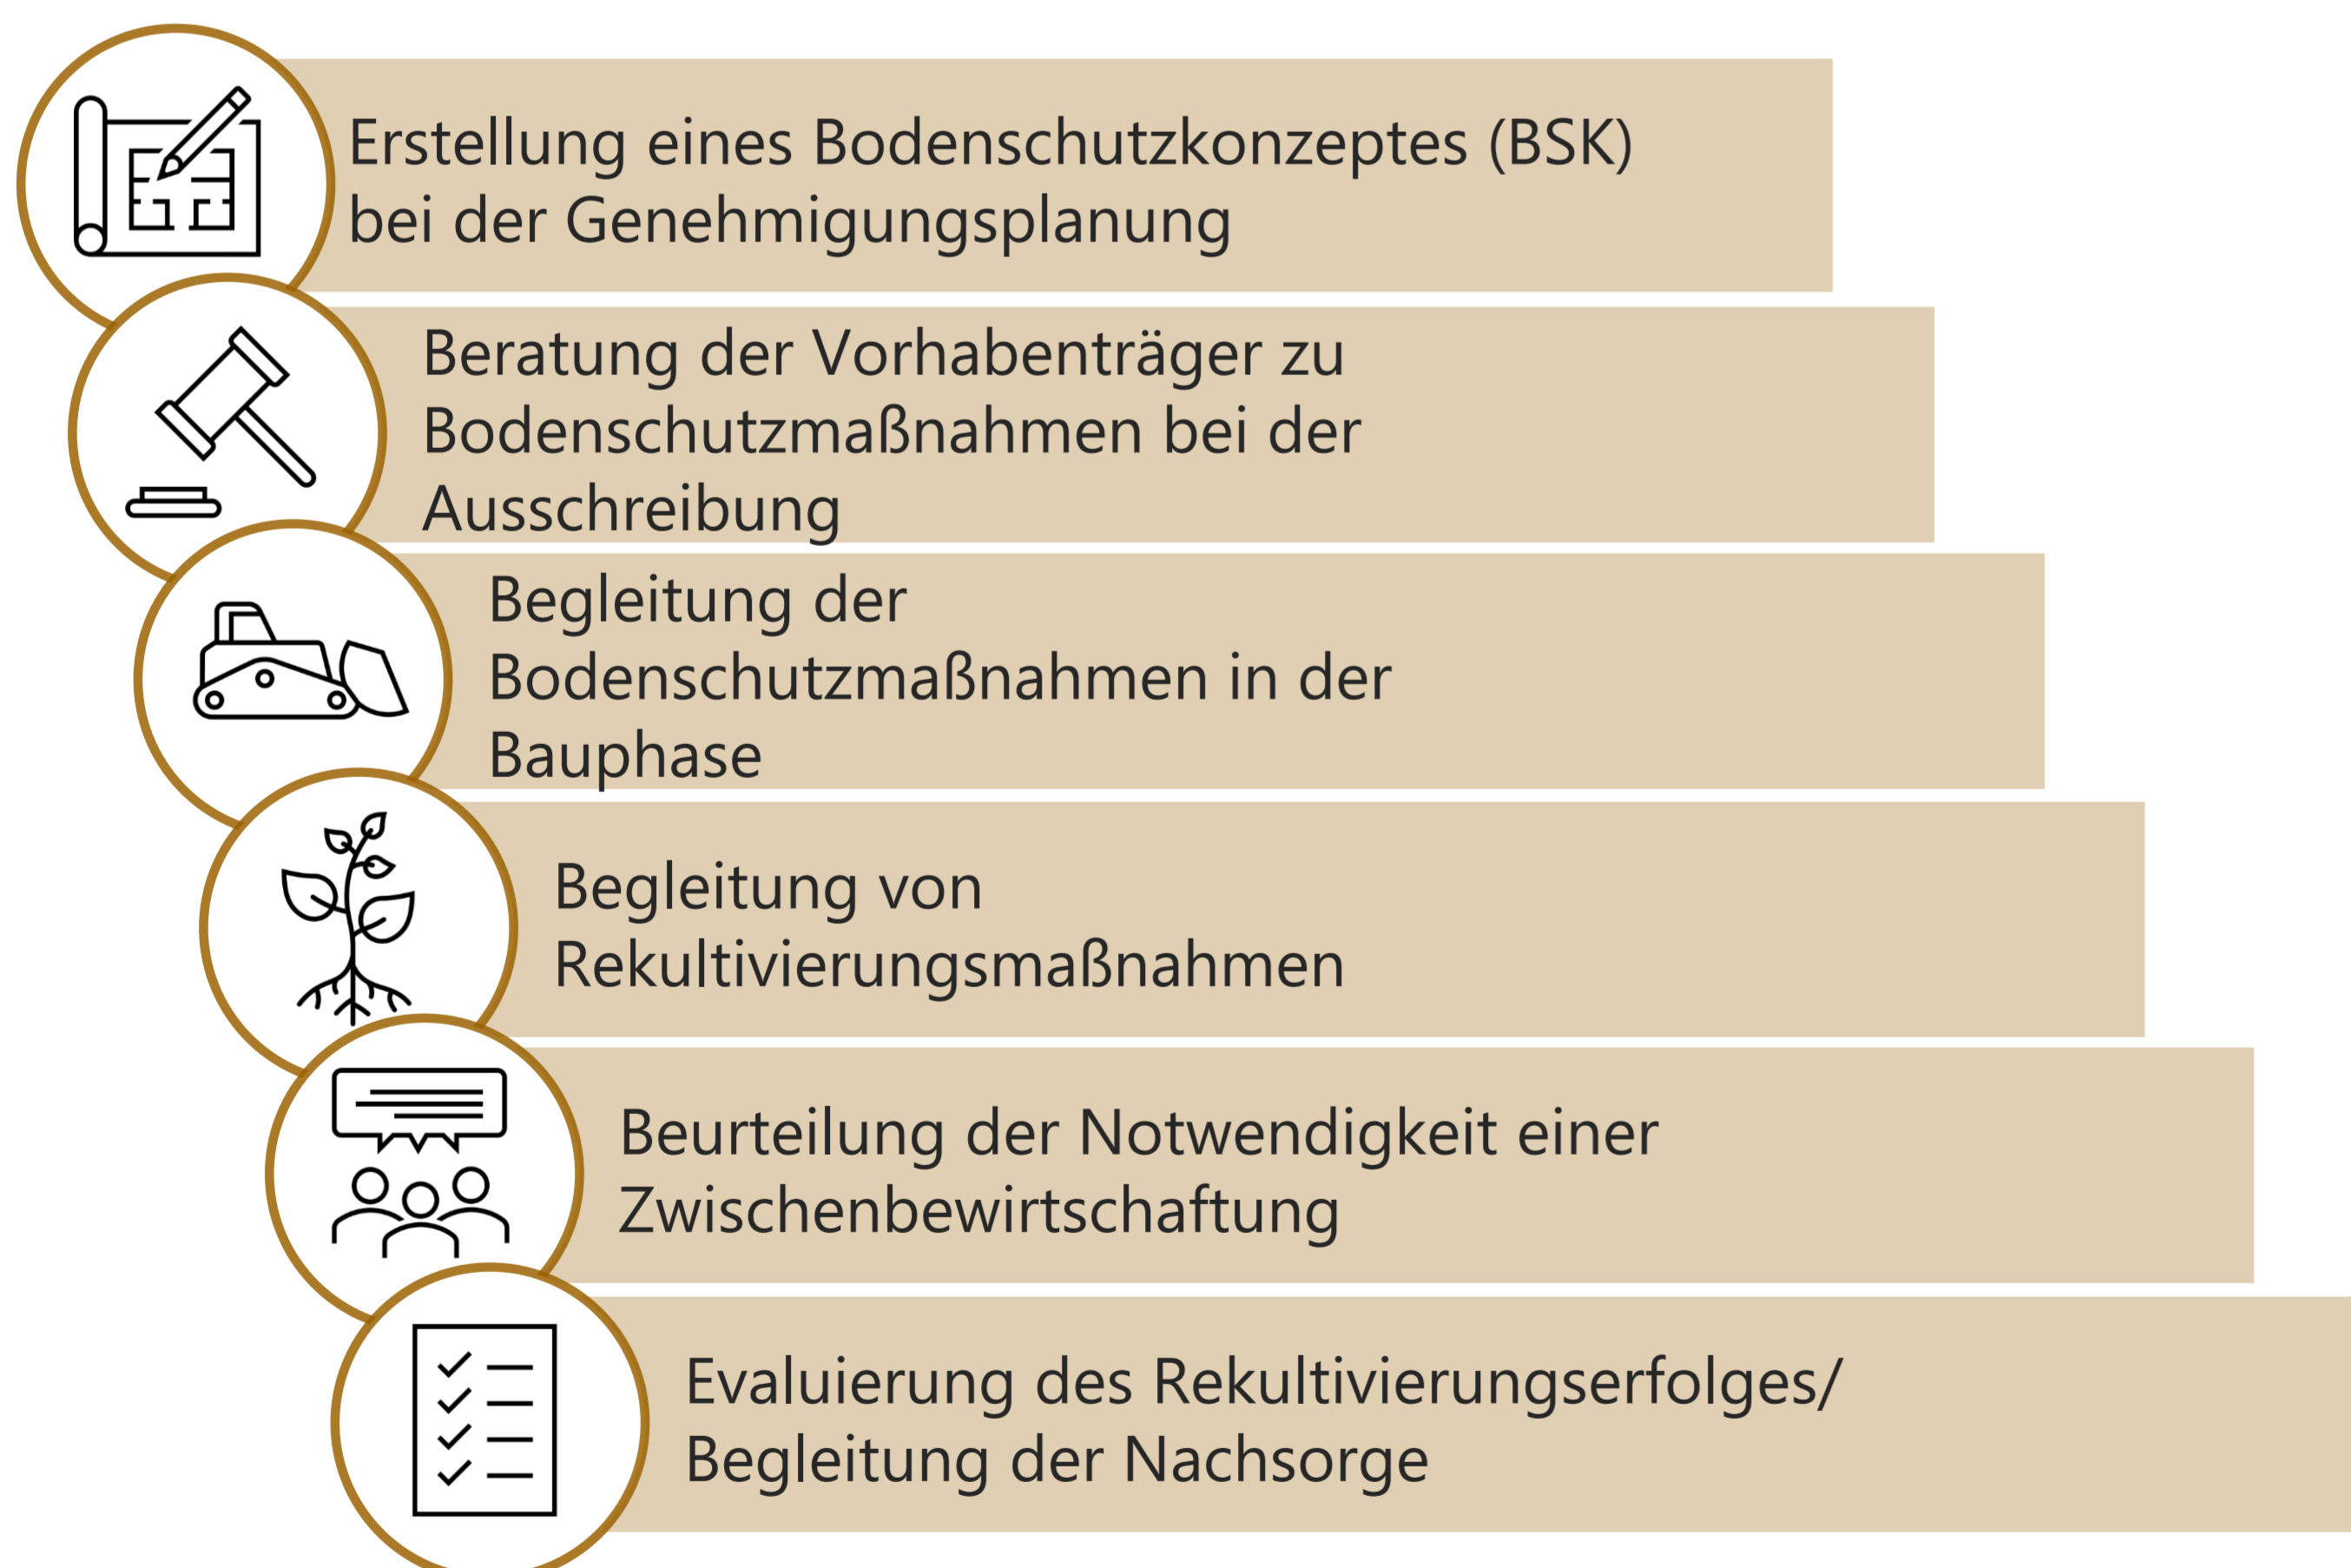 Erstellung eines Bodenschutzkonzeptes (BSK)
bei der Genehmigungsplanung
Beratung der Vorhabenträger zu
Bodenschutzmaßnahmen bei der
Ausschreibung
Begleitung der
Bodenschutzmaßnahmen in der
Bauphase
Begleitung von
Rekultivierungsmaßnahmen
Beurteilung der Notwendigkeit einer
Zwischenbewirtschaftung
Evaluierung des Rekultivierungserfolges/
Begleitung der Nachsorge